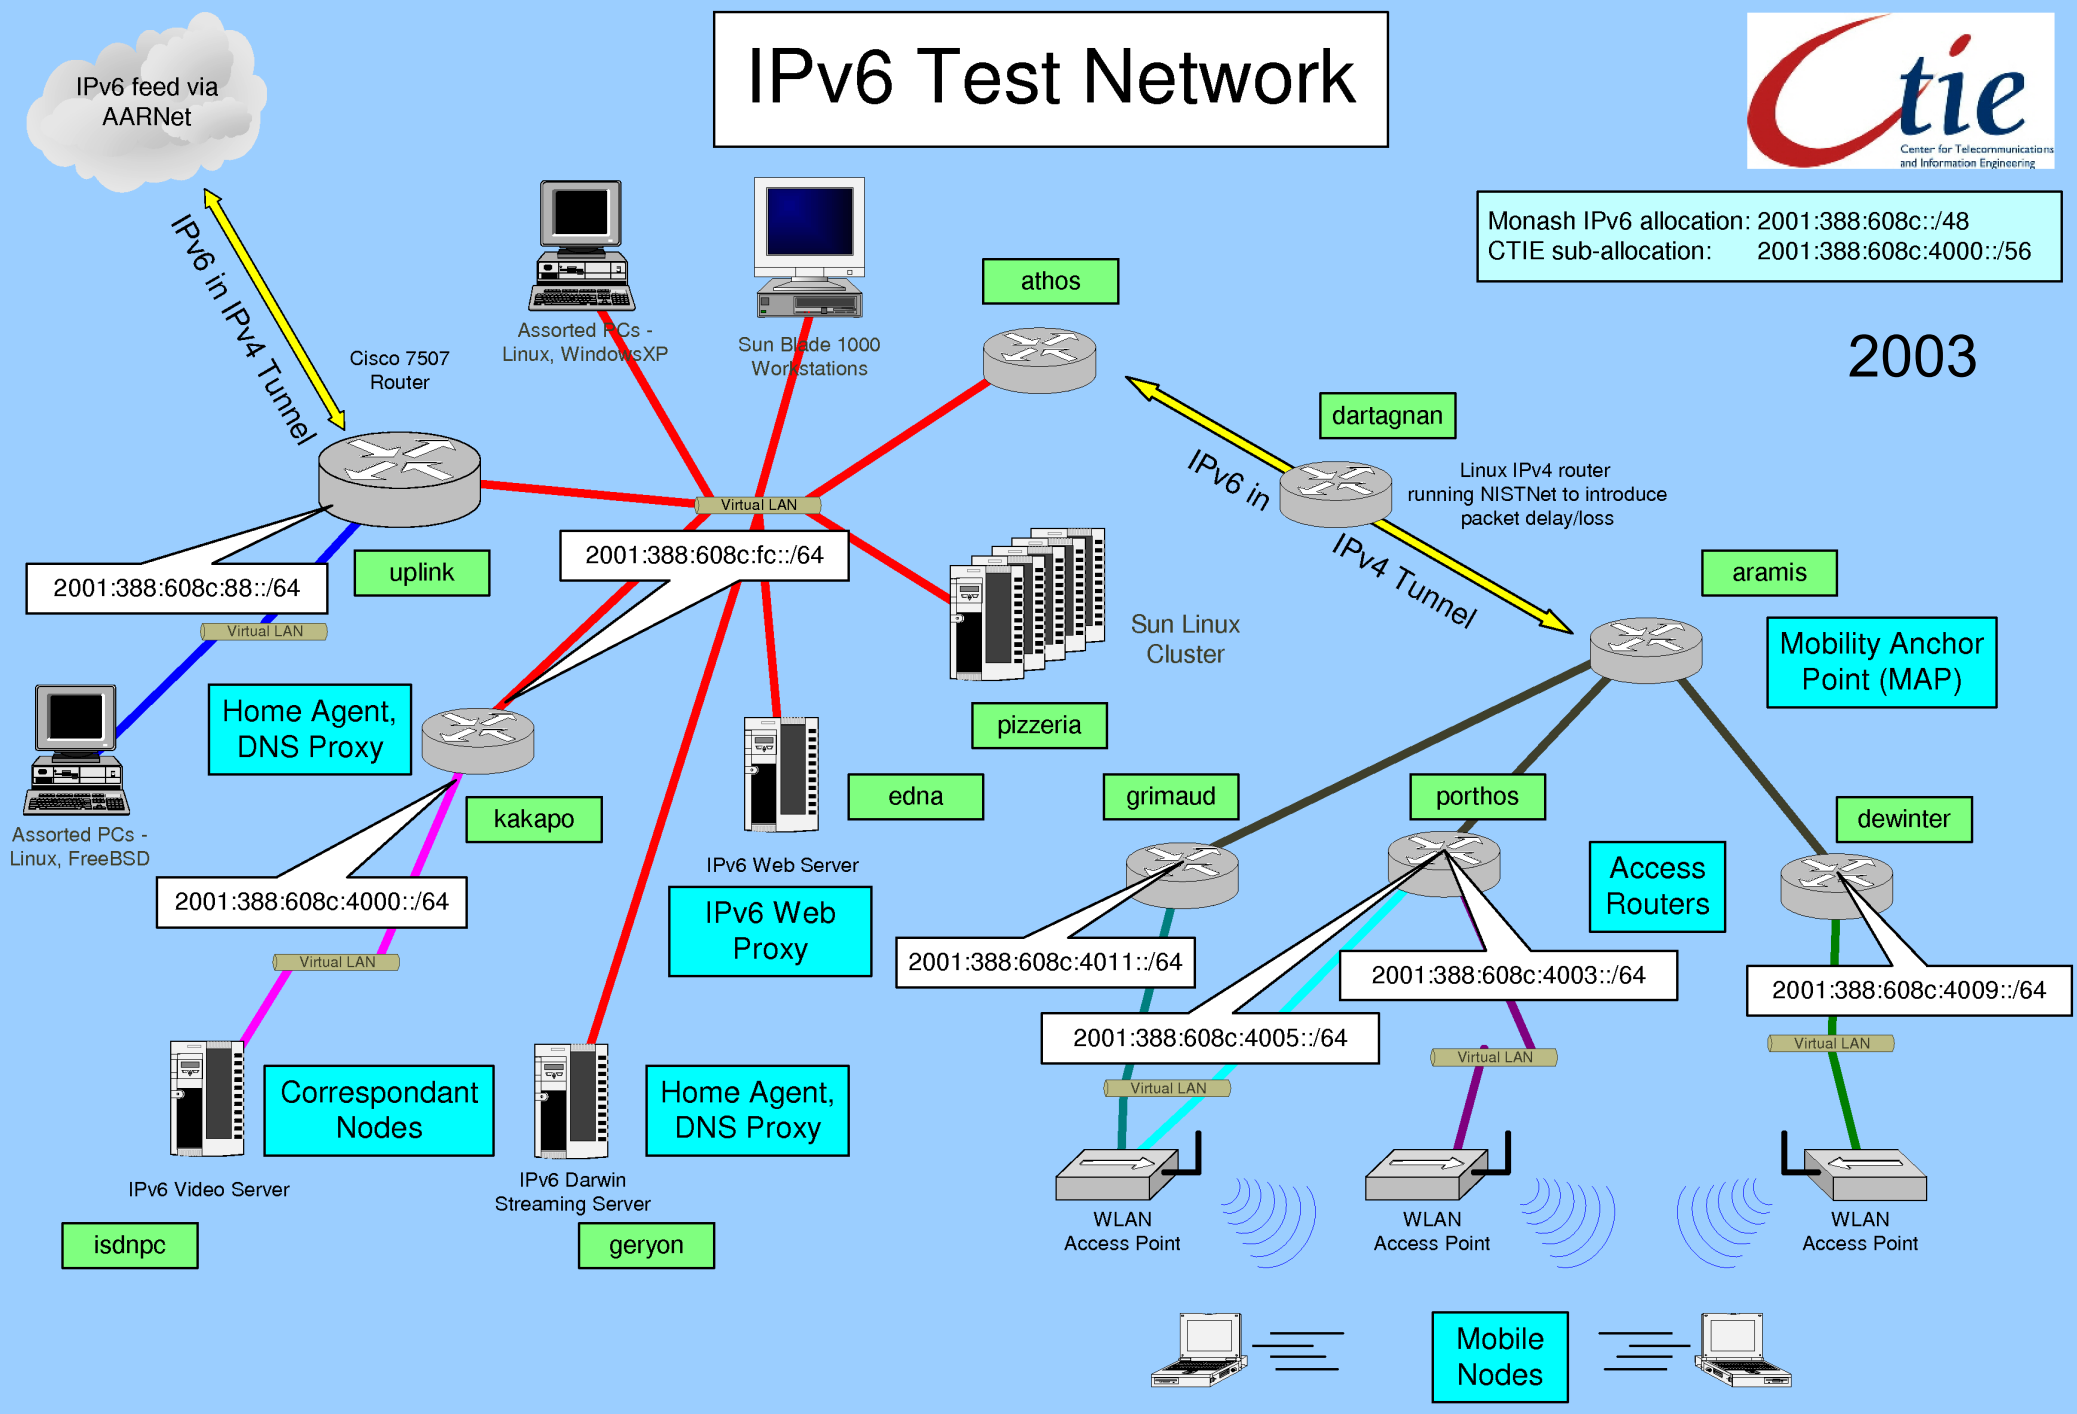 IPv6 Test Network
IPv6 feed via
AARNet
Ctie
Center for Telecommunications
and Information Engineering
Monash IPv6 allocation: 2001:388:608c::/48
CTIE sub-allocation: 2001:388:608c:4000::/56
2003
IPv6 in IPv4 Tunnel
Cisco 7507
Router
Assorted PCs -
Linux, WindowsXP
Sun Blade 1000
Workstations
athos
dartagnan
IPv6 in
IPv4 Tunnel
Linux IPv4 router
running NISTNet to introduce
packet delay/loss
Virtual LAN
2001:388:608c:fc::/64
uplink
2001:388:608c:88::/64
Virtual LAN
aramis
Mobility Anchor
Point (MAP)
Sun Linux
Cluster
pizzeria
Home Agent,
DNS Proxy
kakapo
Assorted PCs -
Linux, FreeBSD
edna
IPv6 Web Server
IPv6 Web
Proxy
grimaud
porthos
dewinter
Access
Routers
2001:388:608c:4000::/64
Virtual LAN
2001:388:608c:4011::/64
2001:388:608c:4003::/64
2001:388:608c:4009::/64
2001:388:608c:4005::/64
Virtual LAN
Virtual LAN
Virtual LAN
Correspondant
Nodes
Home Agent,
DNS Proxy
IPv6 Video Server
isdnpc
IPv6 Darwin
Streaming Server
geryon
WLAN
Access Point
WLAN
Access Point
WLAN
Access Point
Mobile
Nodes